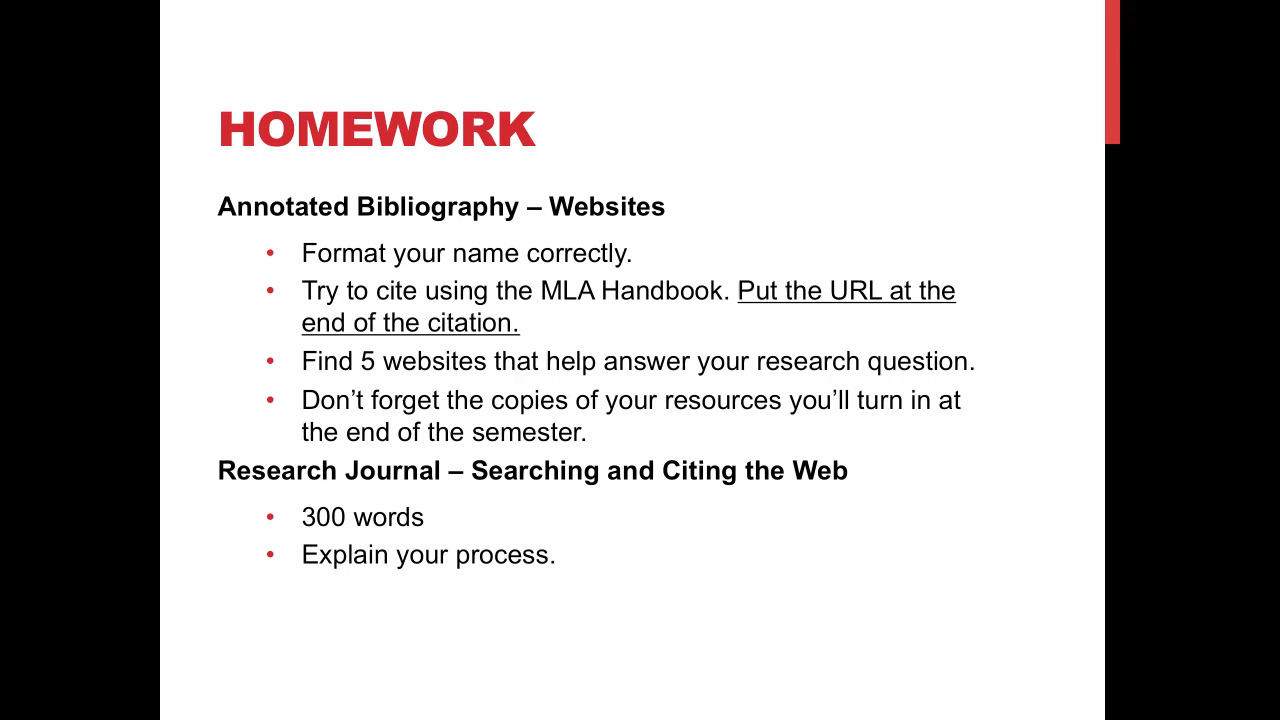 HOMEWORK
Annotated Bibliography – Websites
• Format your name correctly.
• Try to cite using the MLA Handbook. Put the URL at the
end of the citation.
• Find 5 websites that help answer your research question.
• Don’t forget the copies of your resources you’ll turn in at
the end of the semester.
Research Journal – Searching and Citing the Web
• 300 words
• Explain your process.